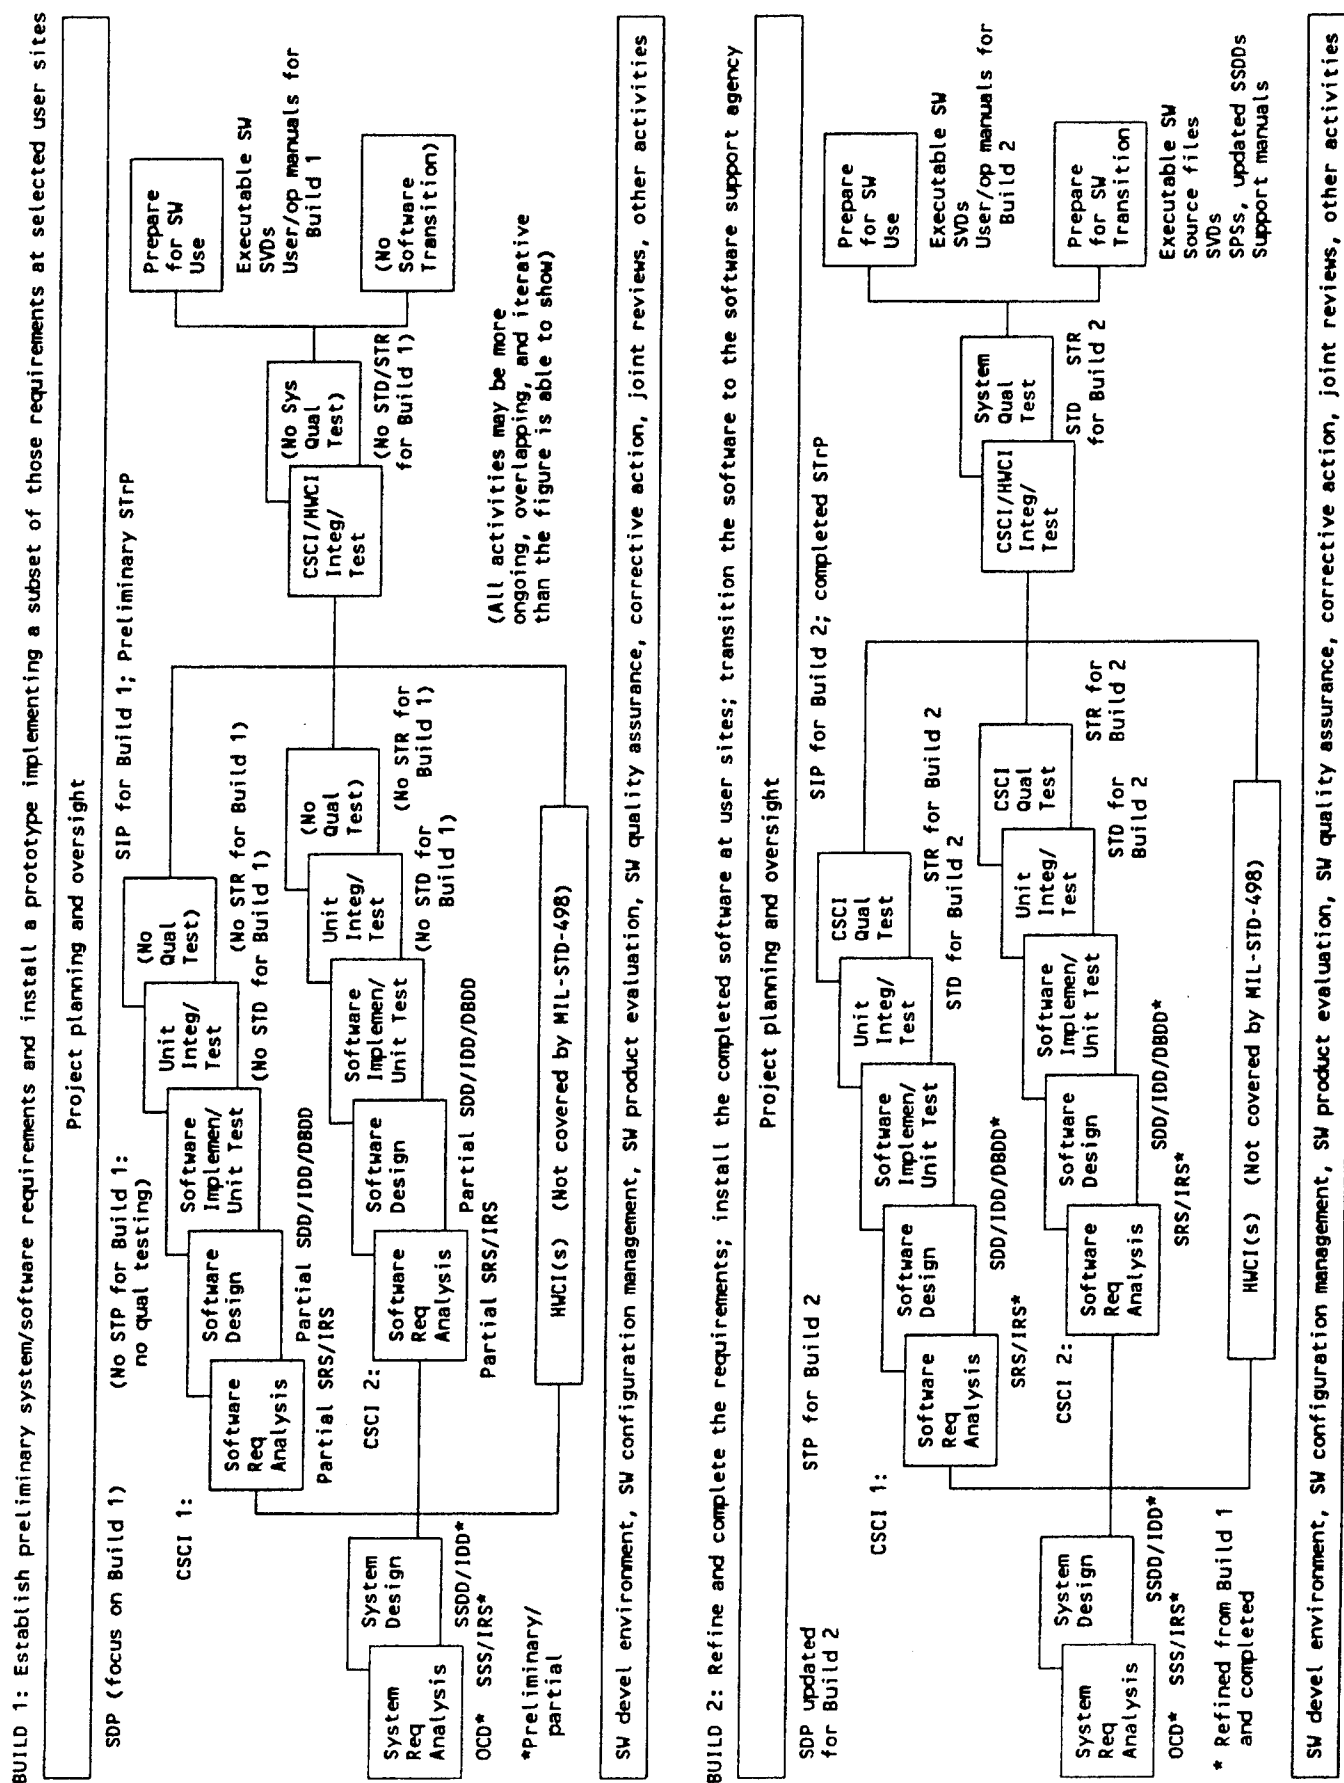 BUILD 1: Establish preliminary system/software requirements and install a prototype implementing a subset of those requirements at selected user sites
Project planning and oversight
SDP (focus on Build 1)
(No STP for Build 1:
no qual testing)
SIP for Build 1; Preliminary STrP
CSCI 1:
Software
Req
Analysis
Partial SRS/IRS
Software
Design
Partial SDD/IDD/DBDD
Software
Implemen/
Unit Test
Unit
Integ/
Test
(No STD for Build 1)
(No
Qual
Test)
(No STR for Build 1)
System
Req
Analysis
OCD* SSS/IRS*
System
Design
SSDD/IDD*
*Preliminary/
partial
CSCI 2:
Software
Req
Analysis
Partial SRS/IRS
Software
Design
Partial SDD/IDD/DBDD
Software
Implemen/
Unit Test
Unit
Integ/
Test
(No STD for
Build 1)
(No
Qual
Test)
(No STR for
Build 1)
HWCI(s) (Not covered by MIL-STD-498)
CSCI/HWCI
Integ/
Test
(No Sys
Qual
Test)
(No STD/STR
for Build 1)
Prepare
for SW
Use
Executable SW
SVDs
User/op manuals for
Build 1
(No
Software
Transition)
(All activities may be more
ongoing, overlapping, and iterative
than the figure is able to show)
SW devel environment, SW configuration management, SW product evaluation, SW quality assurance, corrective action, joint reviews, other activities
BUILD 2: Refine and complete the requirements; install the completed software at user sites; transition the software to the software support agency
Project planning and oversight
SDP updated
for Build 2
STP for Build 2
SIP for Build 2; completed STrP
CSCI 1:
Software
Req
Analysis
SRS/IRS*
Software
Design
SDD/IDD/DBDD*
Software
Implemen/
Unit Test
Unit
Integ/
Test
STD for Build 2
CSCI
Qual
Test
STR for Build 2
System
Req
Analysis
OCD* SSS/IRS*
System
Design
SSDD/IDD*
* Refined from Build 1
and completed
CSCI 2:
Software
Req
Analysis
SRS/IRS*
Software
Design
SDD/IDD/DBDD*
Software
Implemen/
Unit Test
Unit
Integ/
Test
STD for
Build 2
CSCI
Qual
Test
STR for
Build 2
HWCI(s) (Not covered by MIL-STD-498)
CSCI/HWCI
Integ/
Test
System
Qual
Test
STD STR
for Build 2
Prepare
for SW
Use
Executable SW
SVDs
User/op manuals for
Build 2
Prepare
for SW
Transition
Executable SW
Source files
SVDs
SPSs, updated SSDDs
Support manuals
SW devel environment, SW configuration management, SW product evaluation, SW quality assurance, corrective action, joint reviews, other activities